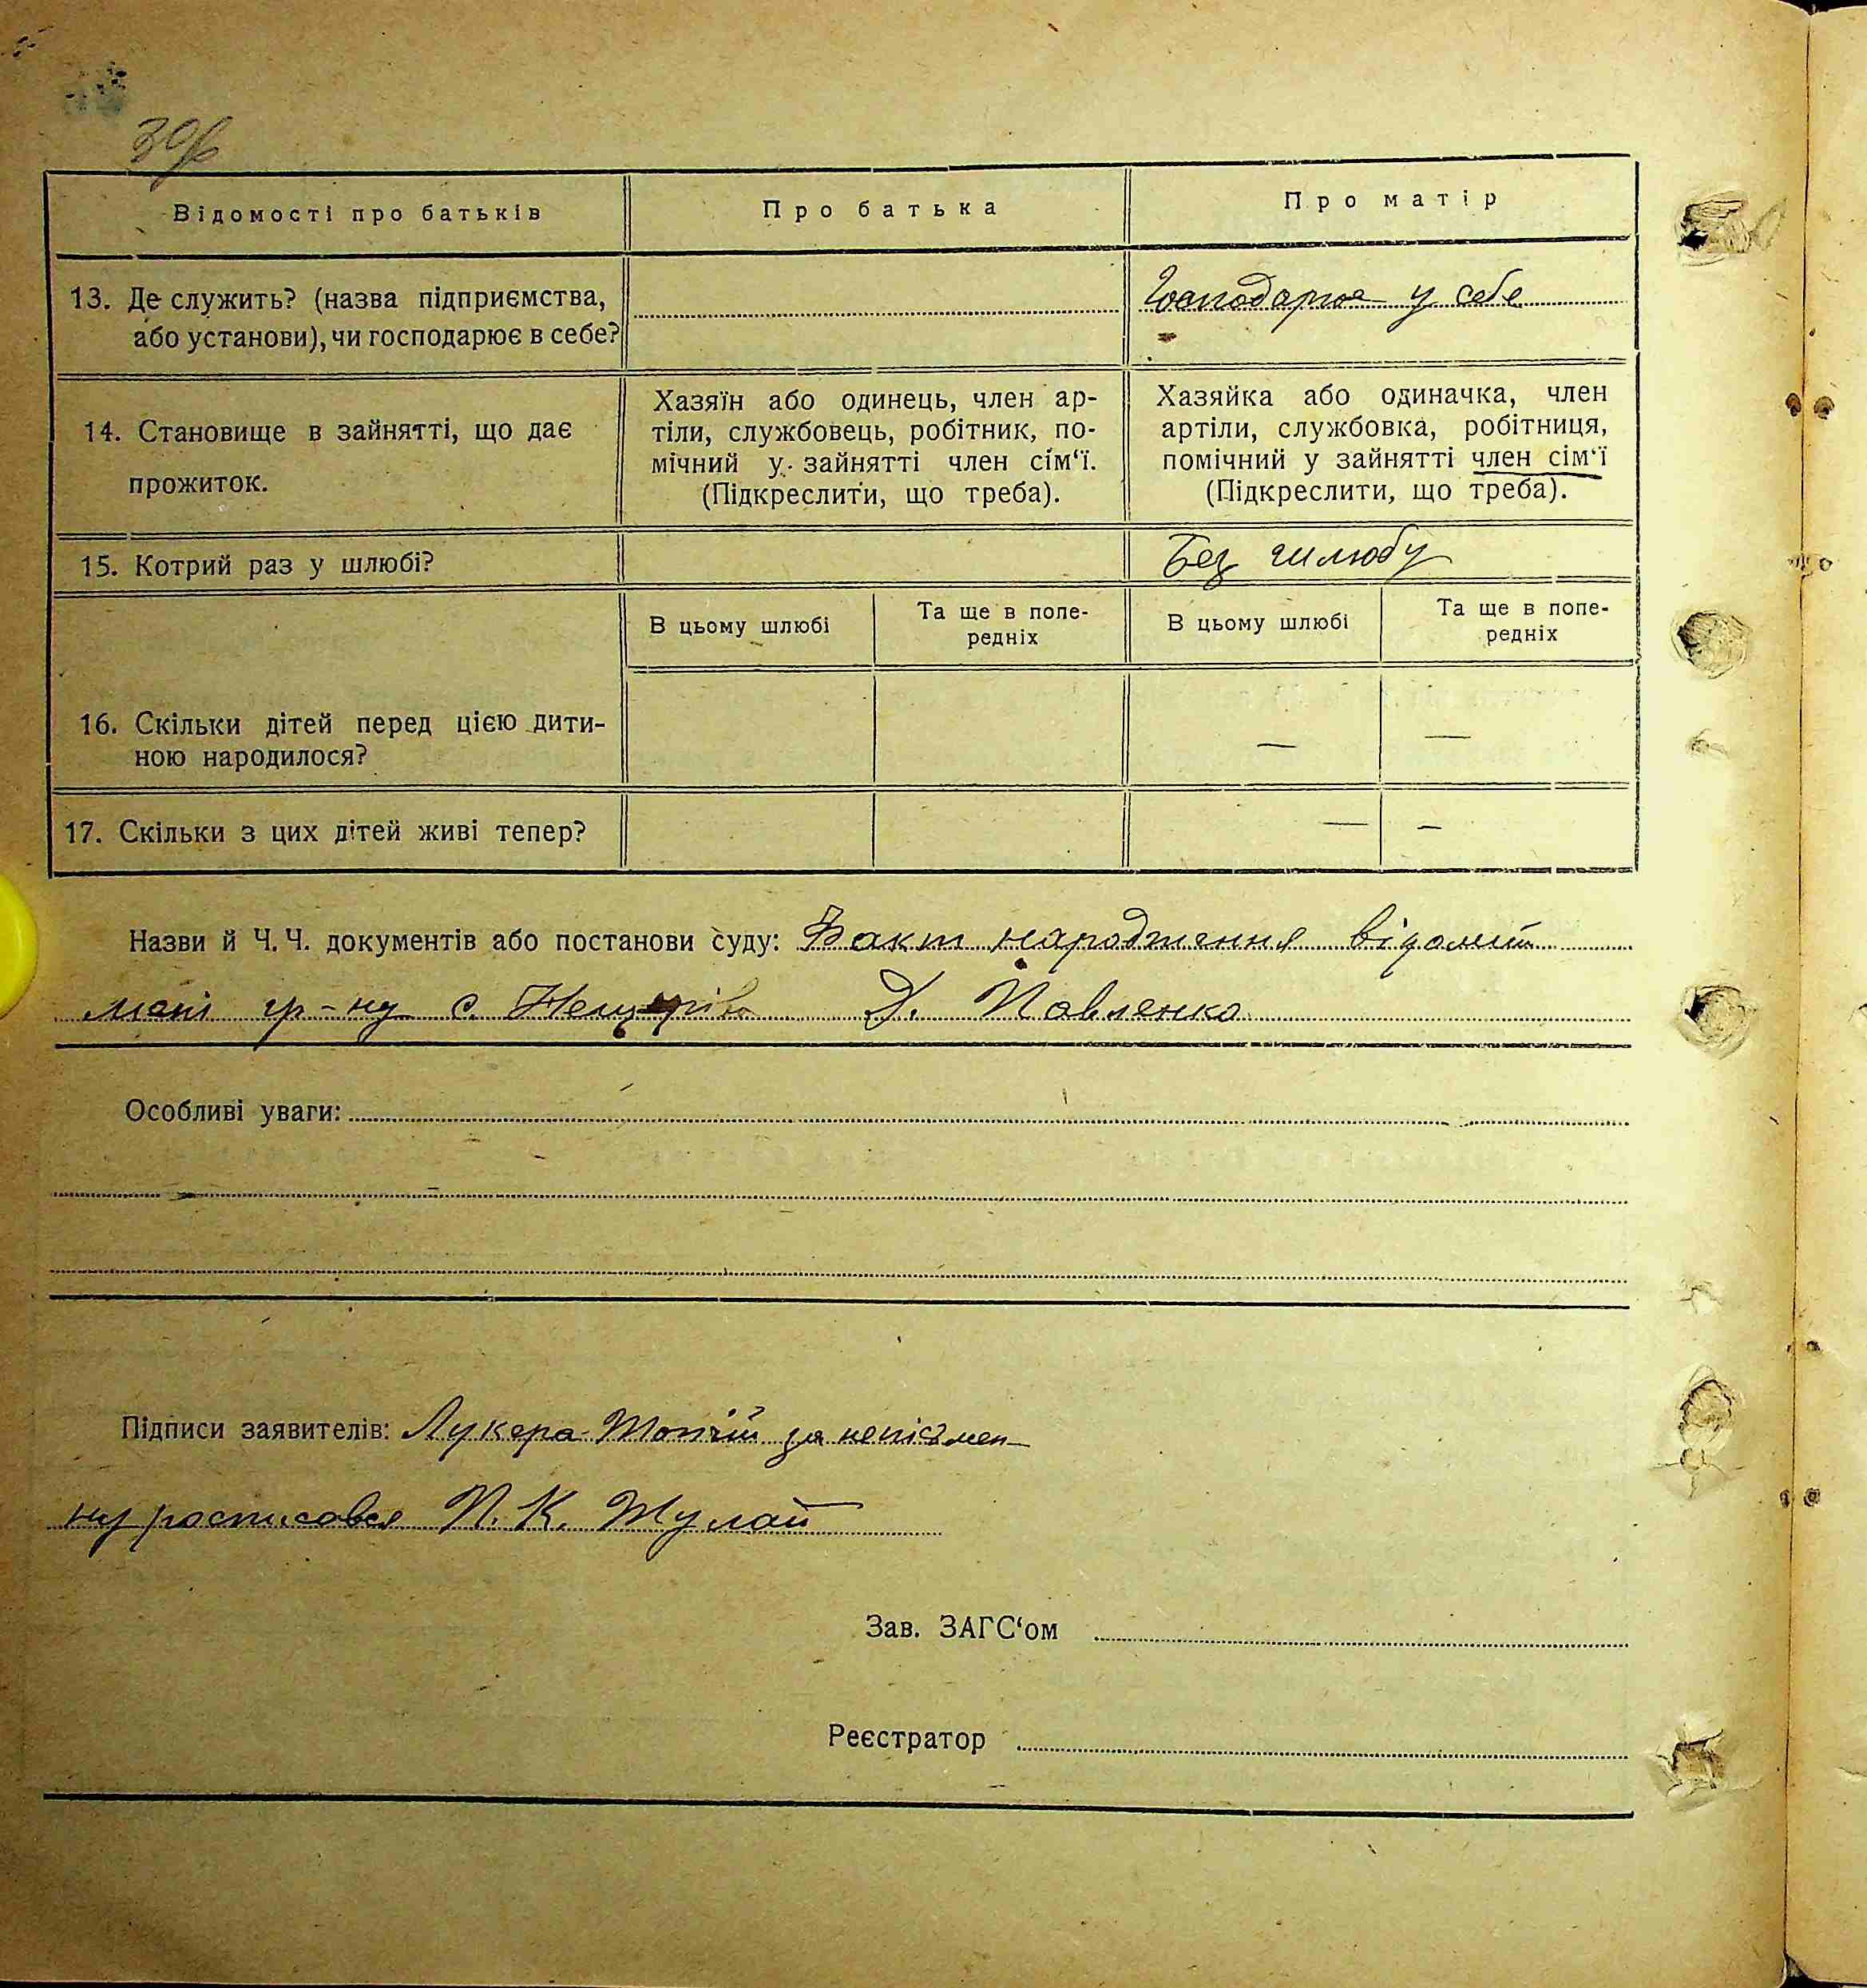 39б
Відомості про батьків
Про батька
Про матір
13. Де служить? (назва підприємства,
або установи), чи господарює в себе?
Господарює у себе
14. Становище в зайнятті, що дає
прожиток.
Хазяїн або одинець, член ар-
тіли, службовець, робітник, по-
мічний у зайнятті член сім‘ї.
(Підкреслити, що треба).
Хазяйка або одиначка, член
артіли, службовка, робітниця,
помічний у зайнятті член сім‘ї
(Підкреслити, що треба).
15. Котрий раз у шлюбі?
Без шлюбу
В цьому шлюбі
Та ще в попе-
редніх
В цьому шлюбі
Та ще в попе-
редніх
16. Скільки дітей перед цією дити-
ною народилося?
— —
17. Скільки з цих дітей живі тепер?
— —
Назви й Ч. Ч. документів або постанови суду: Факт народження відомий
мені гр-ну с. Нещерів Д. Павленко
Особливі уваги:
Підписи заявителів: Лукера за неписьмен-
ну росписався П. К. Жулай
Зав. ЗАГС‘ом
Реєстратор